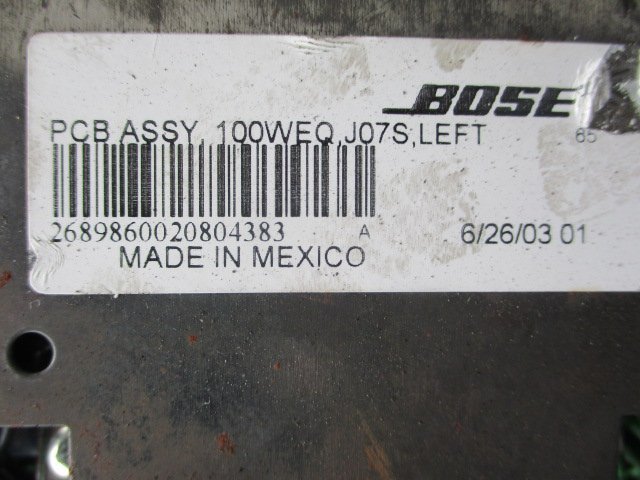 BOSE
PCB ASSY, 100WEQ,J07S,LEFT 65
2689860020804383 A 6/26/03 01
MADE IN MEXICO